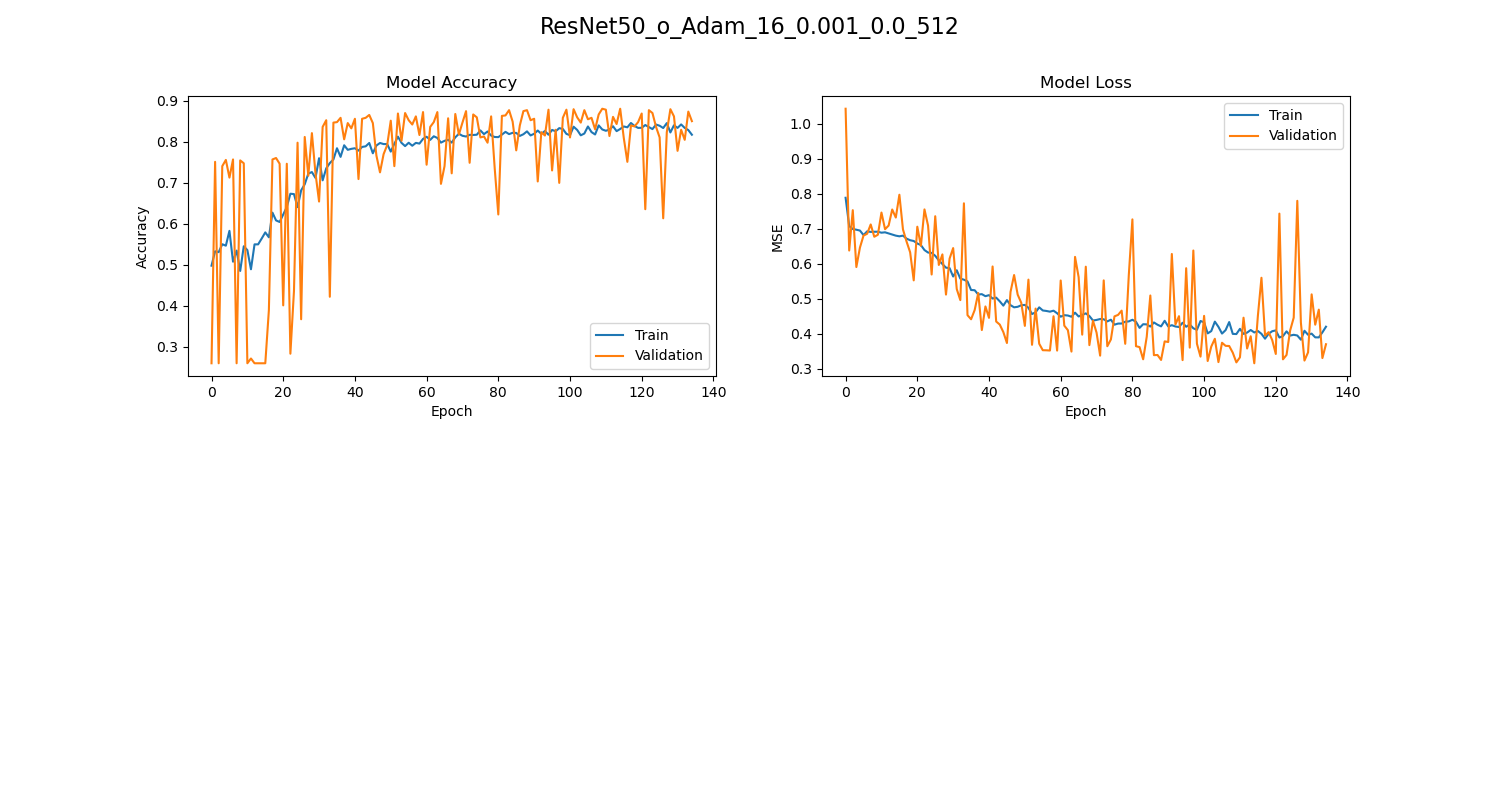 ResNet50_o_Adam_16_0.001_0.0_512
Model Accuracy
Accuracy
0.9
0.8
0.7
0.6
0.5
0.4
0.3
0 20 40 60 80 100 120 140
Epoch
Train
Validation
Model Loss
MSE
1.0
0.9
0.8
0.7
0.6
0.5
0.4
0.3
0 20 40 60 80 100 120 140
Epoch
Train
Validation